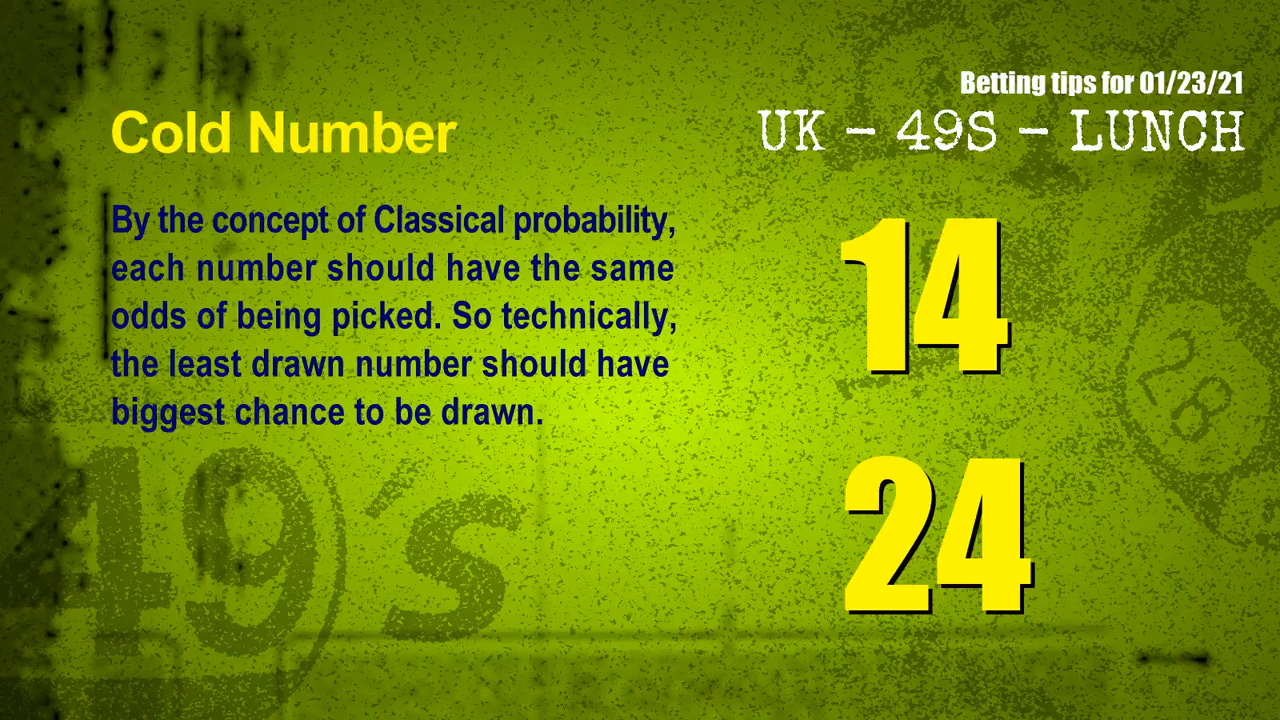 Betting tips for 01/23/21
UK - 49S - LUNCH
Cold Number
By the concept of Classical probability,
each number should have the same
odds of being picked. So technically,
the least drawn number should have
biggest chance to be drawn.
14
24
28
49's